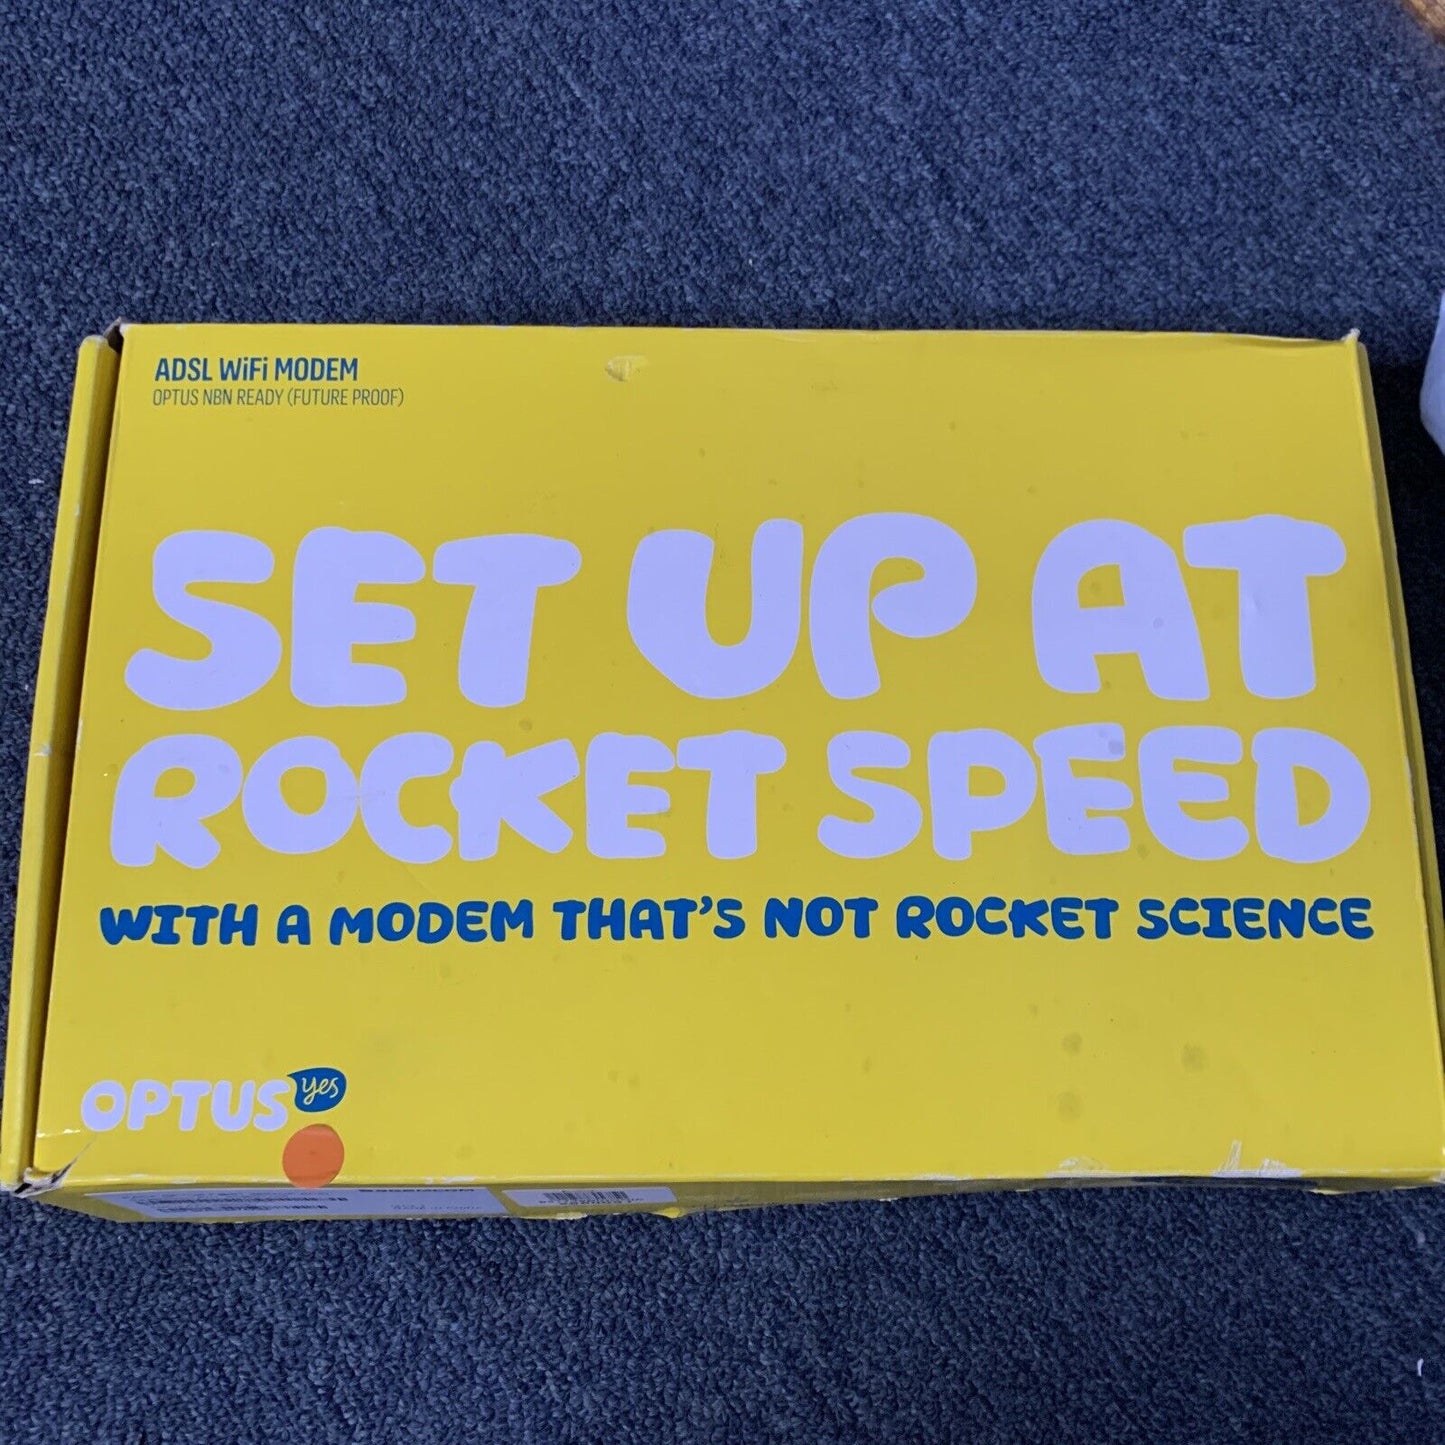 ADSL WiFi MODEM
OPTUS NBN READY (FUTURE PROOF)
SET UP AT
ROCKET SPEED
WITH A MODEM THAT'S NOT ROCKET SCIENCE
OPTUS yes